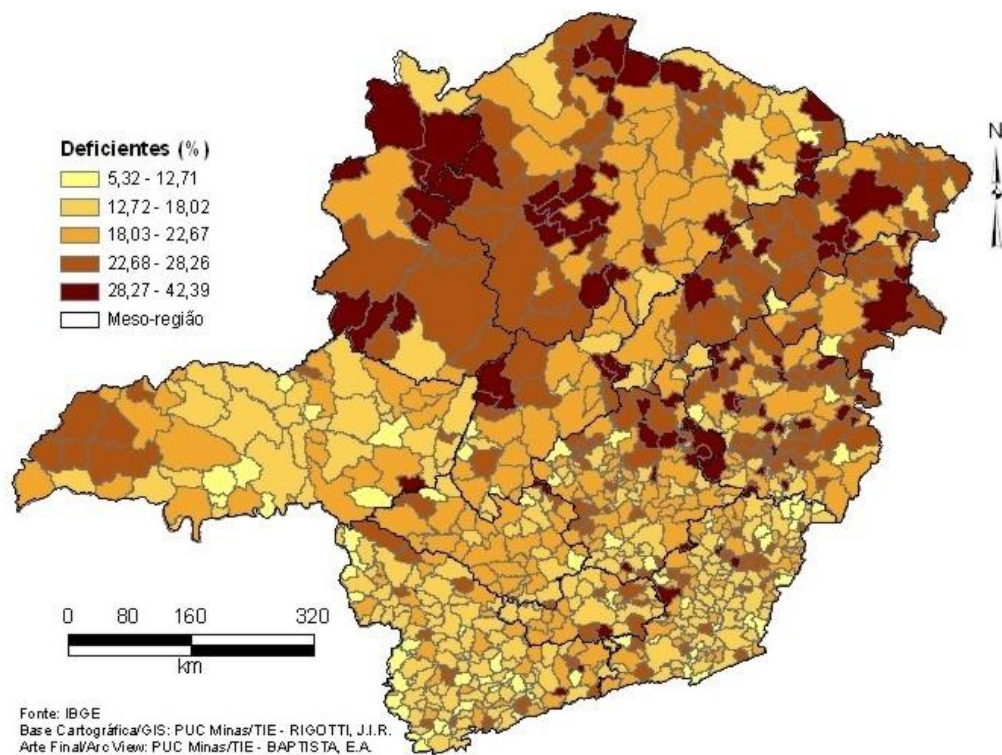 Deficientes (%)
5,32 - 12,71
12,72 - 18,02
18,03 - 22,67
22,68 - 28,26
28,27 - 42,39
Meso-região
N
0 80 160 320
km
Fonte: IBGE
Base Cartográfica/GIS: PUC Minas/TIE - RIGOTTI, J.I.R.
Arte Final/Arc View: PUC Minas/TIE - BAPTISTA, E.A.